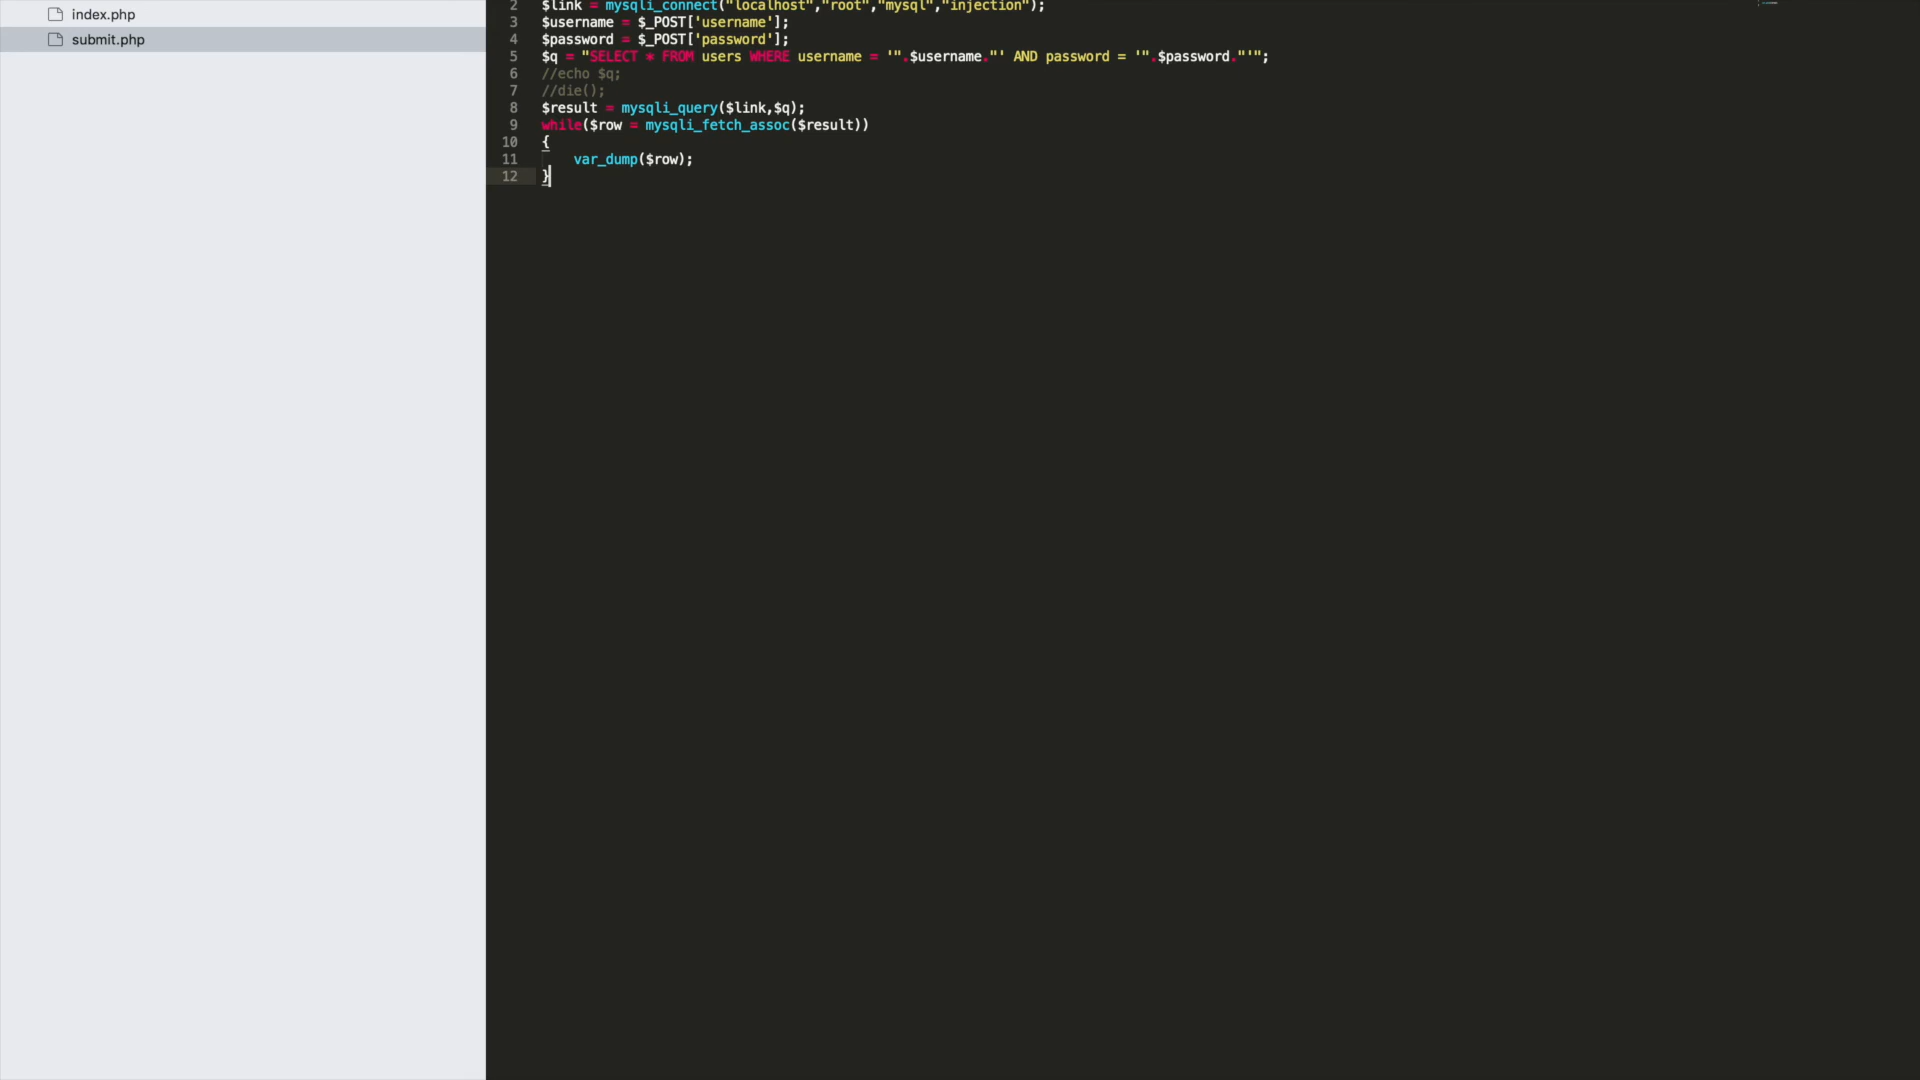 index.php
submit.php
2 $link = mysqli_connect("localhost","root","mysql","injection");
3 $username = $_POST['username'];
4 $password = $_POST['password'];
5 $q = "SELECT * FROM users WHERE username = '".$username."' AND password = '".$password."'";
6 //echo $q;
7 //die();
8 $result = mysqli_query($link,$q);
9 while($row = mysqli_fetch_assoc($result))
10 {
11 var_dump($row);
12 }